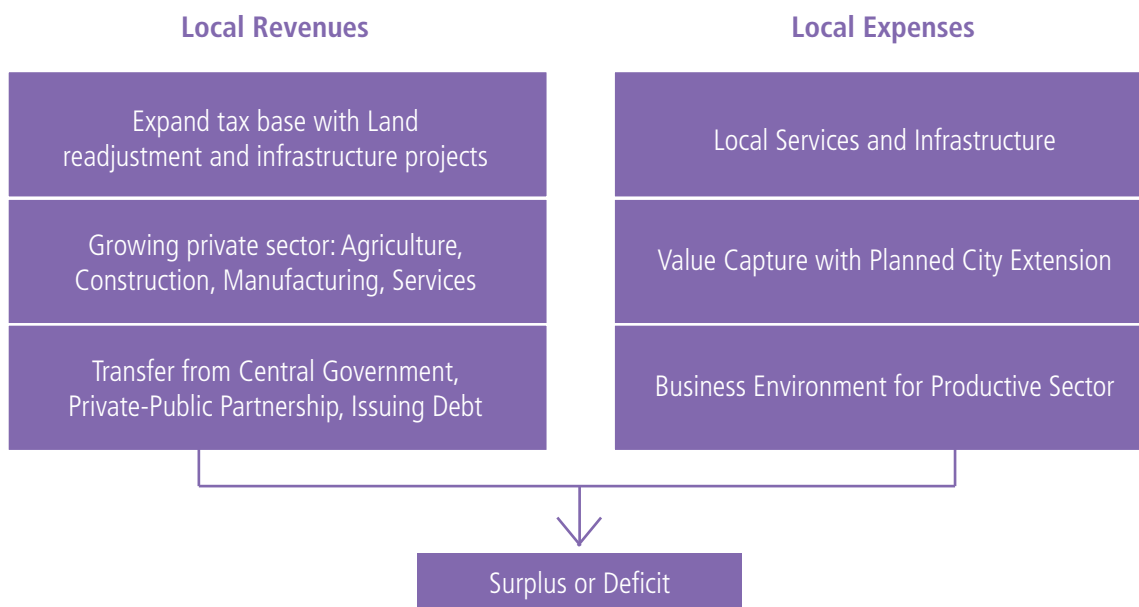 Local Revenues
Expand tax base with Land
readjustment and infrastructure projects
Growing private sector: Agriculture,
Construction, Manufacturing, Services
Transfer from Central Government,
Private-Public Partnership, Issuing Debt
Local Expenses
Local Services and Infrastructure
Value Capture with Planned City Extension
Business Environment for Productive Sector
Surplus or Deficit